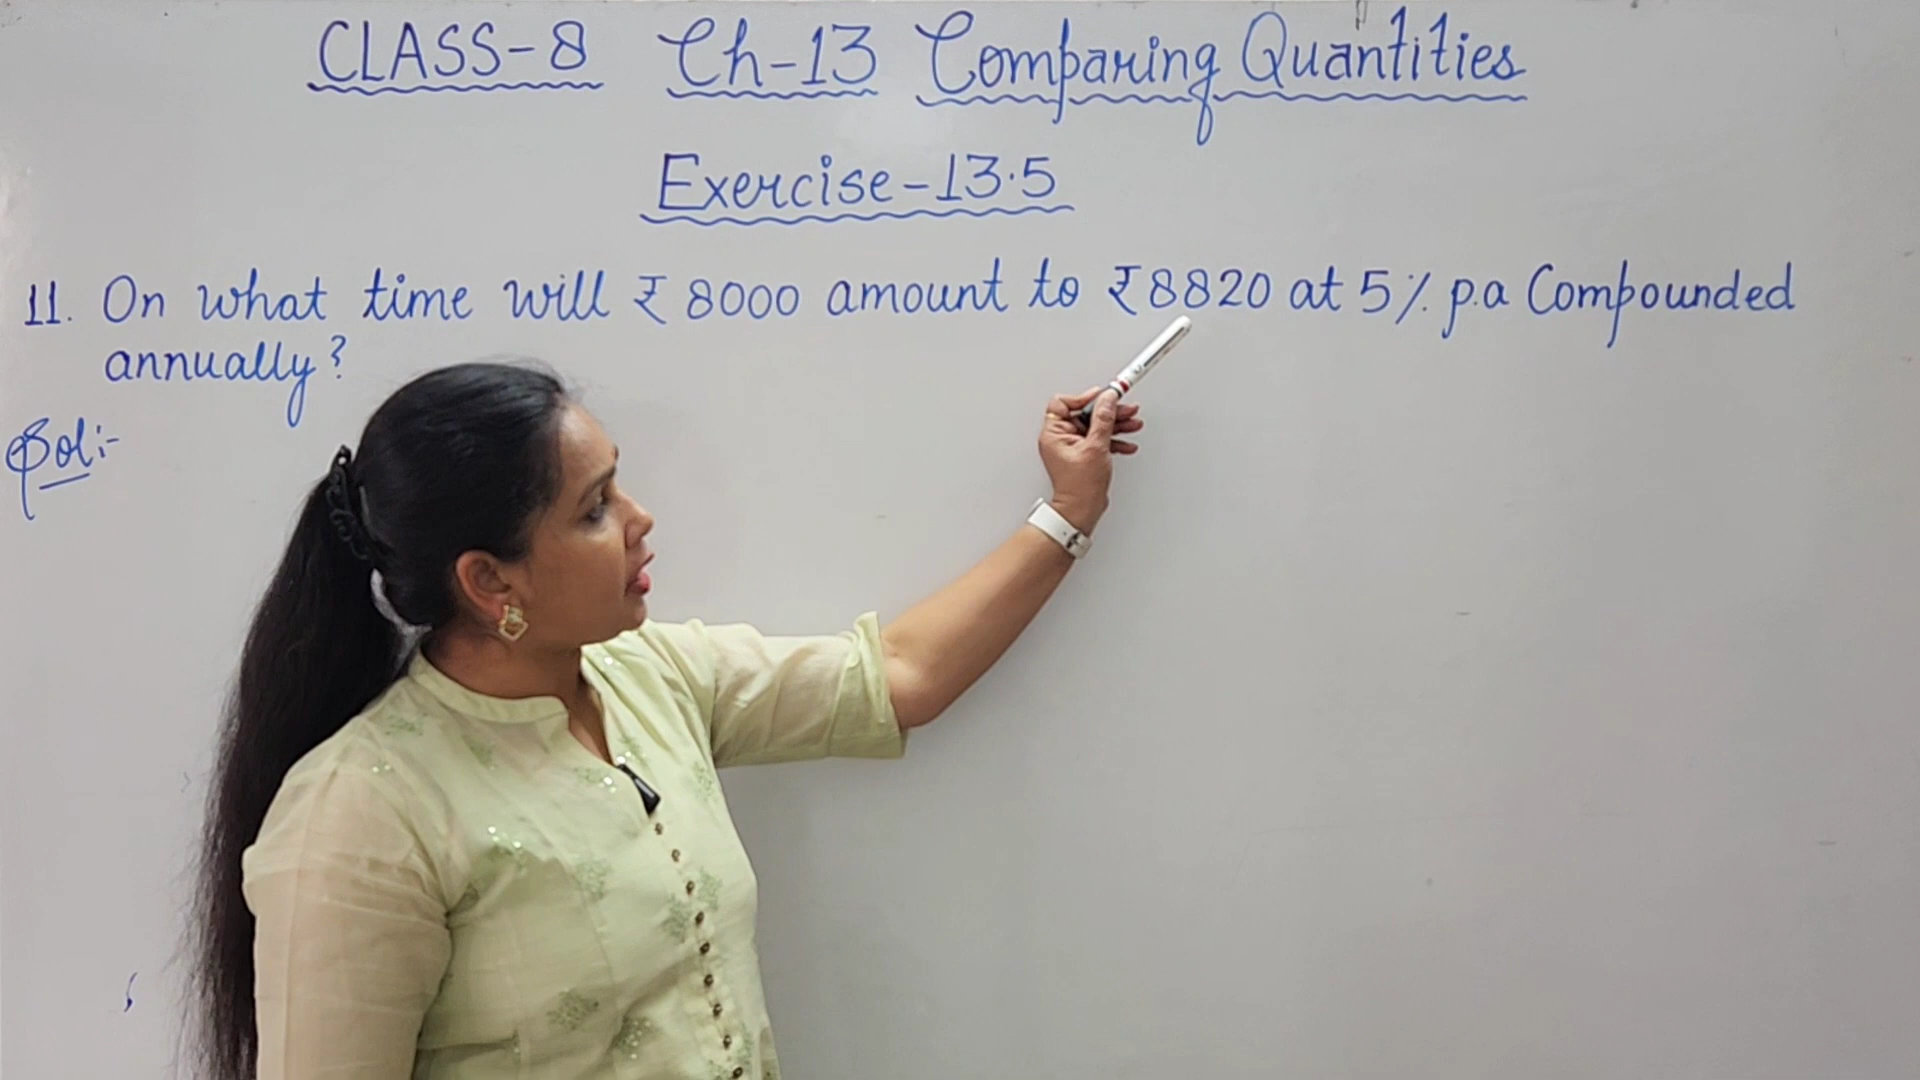 CLASS-8 Ch-13 Comparing Quantities
Exercise-13.5
11. On what time will ₹ 8000 amount to ₹8820 at 5% p.a Compounded
annually?
Sol:-